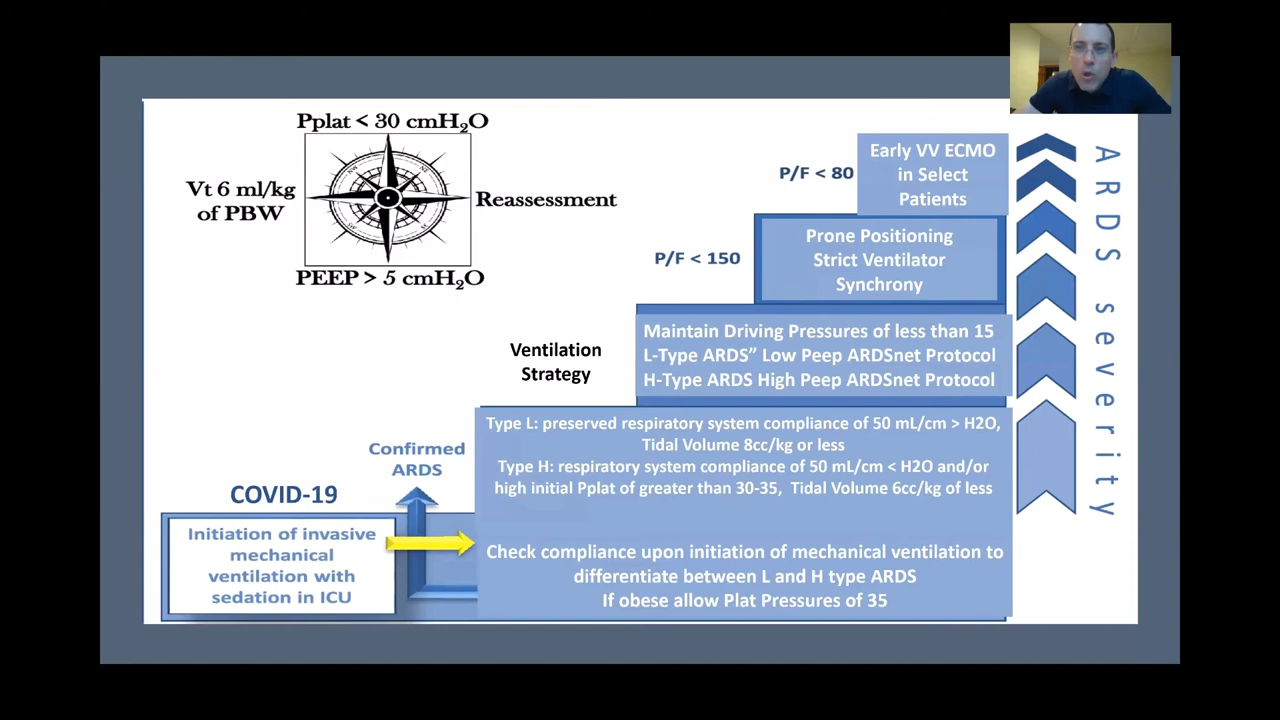 Pplat < 30 cmH₂O
Vt 6 ml/kg
of PBW
Reassessment
PEEP > 5 cmH₂O
P/F < 80
Early VV ECMO
in Select
Patients
P/F < 150
Prone Positioning
Strict Ventilator
Synchrony
Ventilation
Strategy
Maintain Driving Pressures of less than 15
L-Type ARDS” Low Peep ARDSnet Protocol
H-Type ARDS High Peep ARDSnet Protocol
Confirmed
ARDS
Type L: preserved respiratory system compliance of 50 mL/cm > H2O,
Tidal Volume 8cc/kg or less
Type H: respiratory system compliance of 50 mL/cm < H2O and/or
high initial Pplat of greater than 30-35, Tidal Volume 6cc/kg of less
COVID-19
Initiation of invasive
mechanical
ventilation with
sedation in ICU
Check compliance upon initiation of mechanical ventilation to
differentiate between L and H type ARDS
If obese allow Plat Pressures of 35
ARDS severity